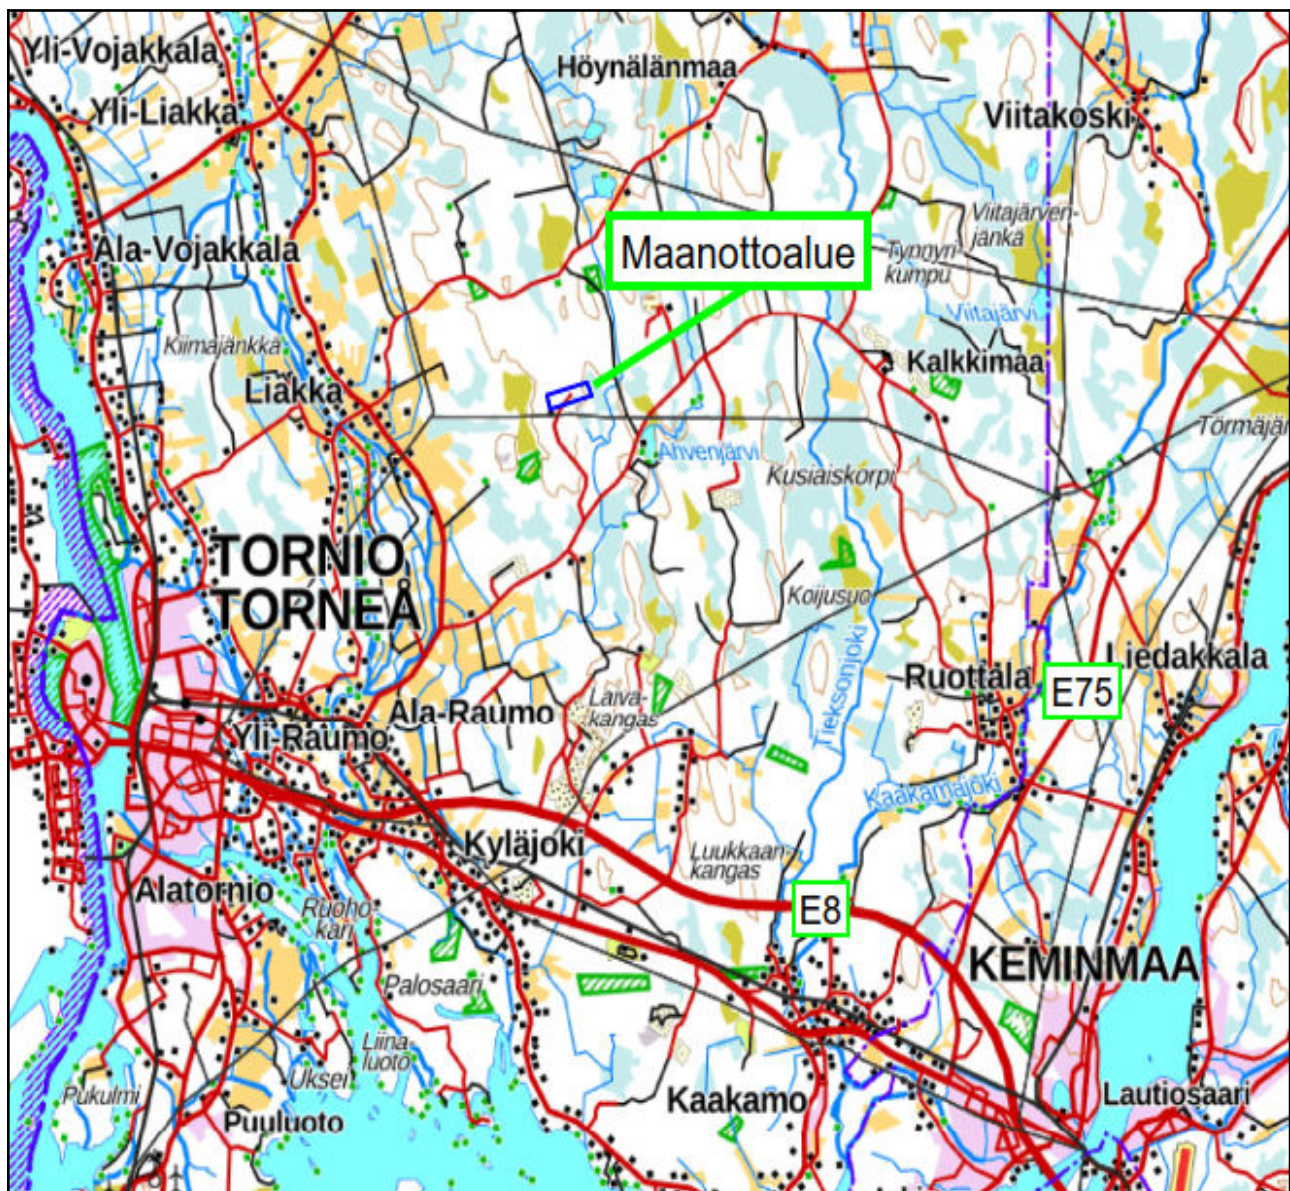 Yli-Vojakkala
Höynälänmaa
Yli-Liakka
Viitakoski
Viitajärven-
jänkä
Maanottoalue
Ala-Vojakkala
Tynnyri-
kumpu
Viitajärvi
Kiimajänkkä
Kalkkimaa
Liakka
Ahvenjärvi
Kusiaiskorpi
TORNIO
TORNEÅ
Koijusuo
Tieksonjoki
Ruottala
Liedakkala
E75
Laiva-
kangas
Ala-Raumo
Yli-Raumo
Kaakamajoki
Kyläjoki
Luukkaan-
kangas
Alatornio
Ruoho-
kari
E8
KEMINMAA
Palosaari
Liina-
luoto
Uksei
Pukulmi
Puuluoto
Kaakamo
Lautiosaari